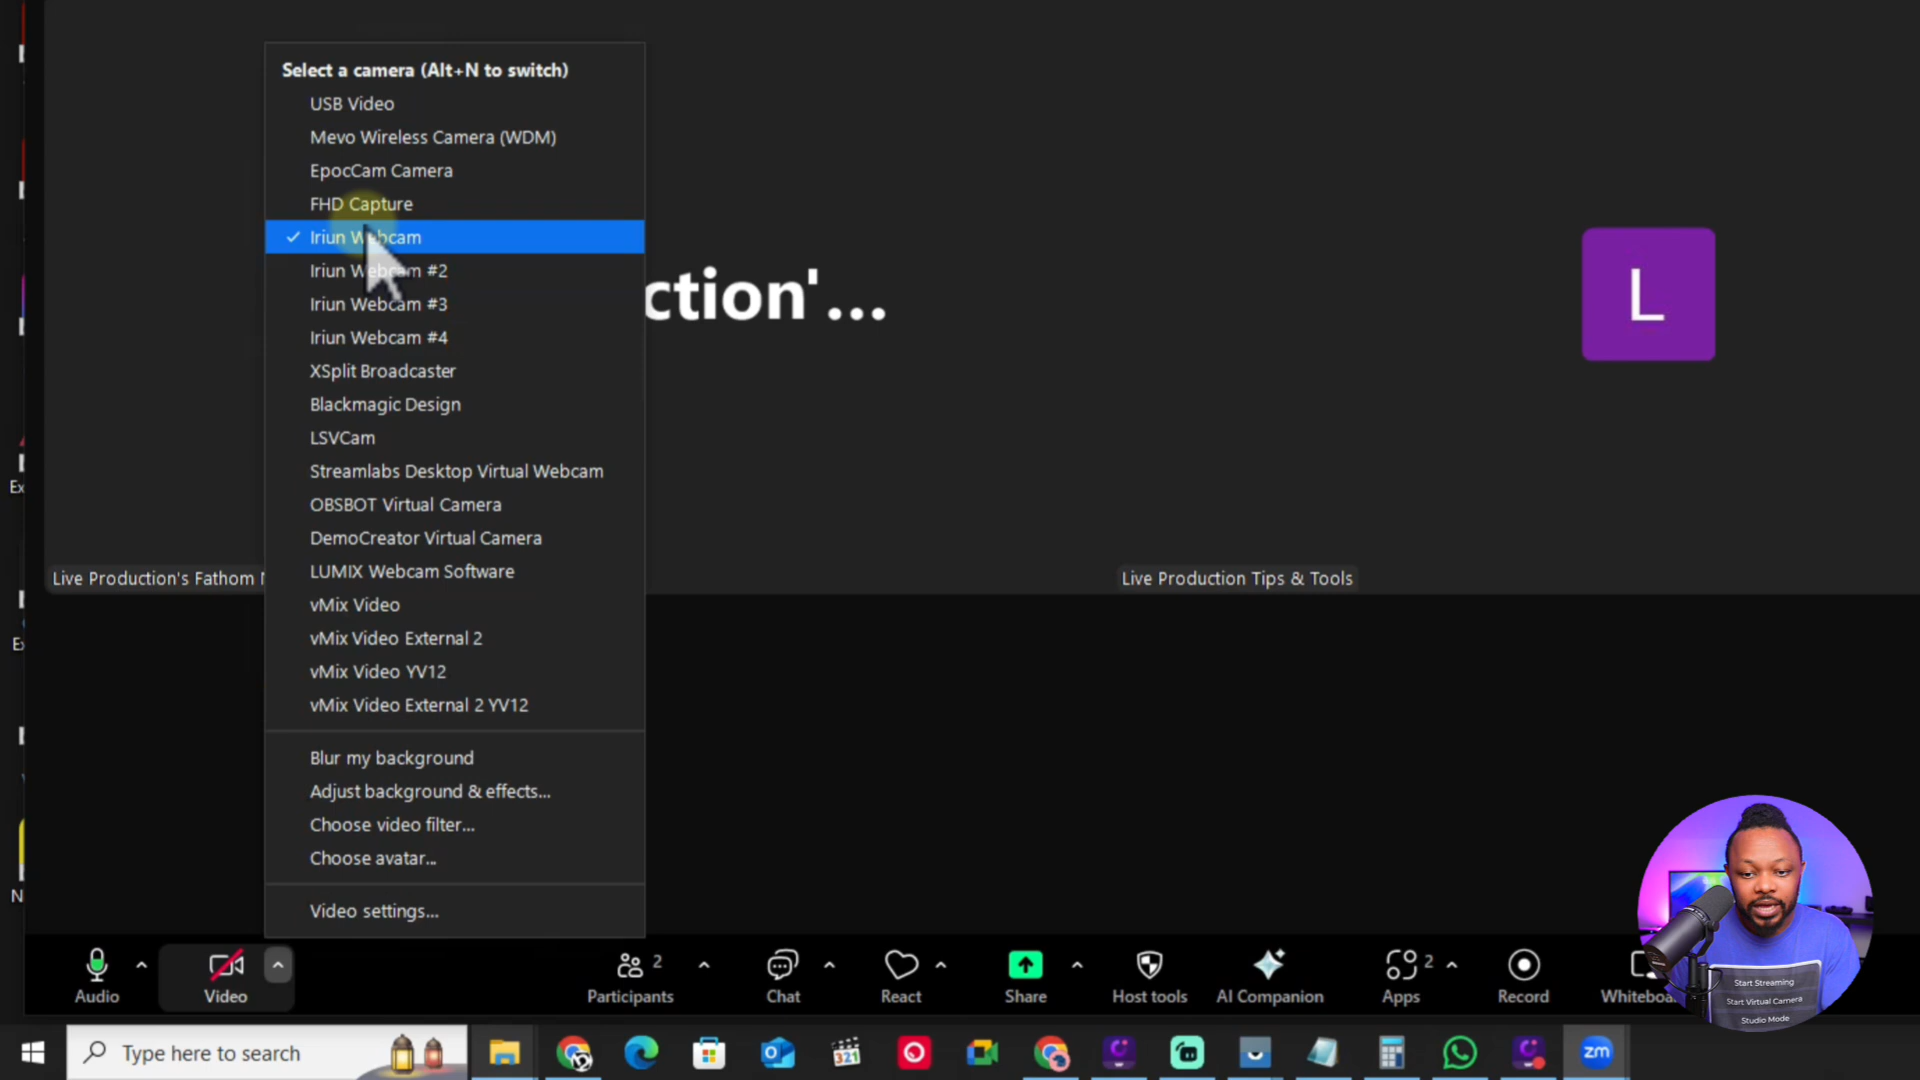 Select a camera (Alt+N to switch)
USB Video
Mevo Wireless Camera (WDM)
EpocCam Camera
FHD Capture
Iriun Webcam
Iriun Webcam #2
Iriun Webcam #3
Iriun Webcam #4
XSplit Broadcaster
Blackmagic Design
LSVCam
Streamlabs Desktop Virtual Webcam
OBSBOT Virtual Camera
DemoCreator Virtual Camera
LUMIX Webcam Software
vMix Video
vMix Video External 2
vMix Video YV12
vMix Video External 2 YV12
Blur my background
Adjust background & effects...
Choose video filter...
Choose avatar...
Video settings...
ction'...
L
Live Production's Fathom
Live Production Tips & Tools
Ex
N
Audio
Video
Participants 2
Chat
React
Share
Host tools
AI Companion
Apps 2
Record
Whiteboa
Start Streaming
Start Virtual Camera
Studio Mode
Type here to search
321
zm